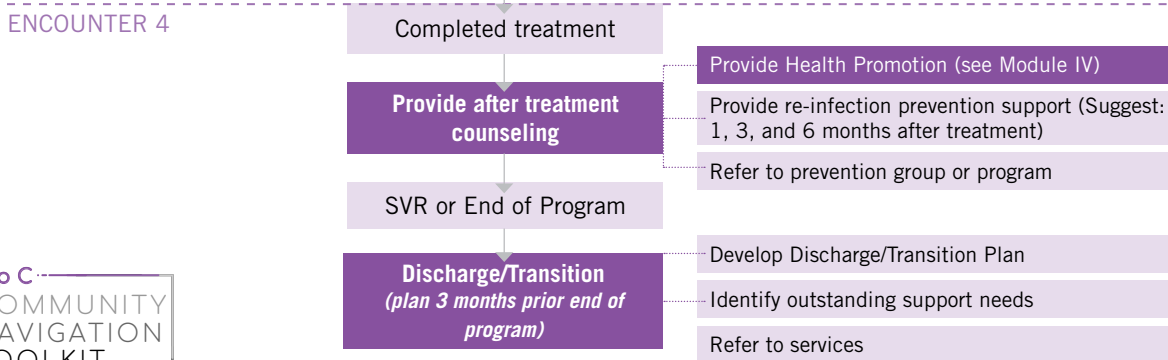 ENCOUNTER 4
Completed treatment
Provide after treatment
counseling
Provide Health Promotion (see Module IV)
Provide re-infection prevention support (Suggest:
1, 3, and 6 months after treatment)
Refer to prevention group or program
SVR or End of Program
Discharge/Transition
(plan 3 months prior end of
program)
Develop Discharge/Transition Plan
Identify outstanding support needs
Refer to services
o C
OMMUNITY
AVIGATION